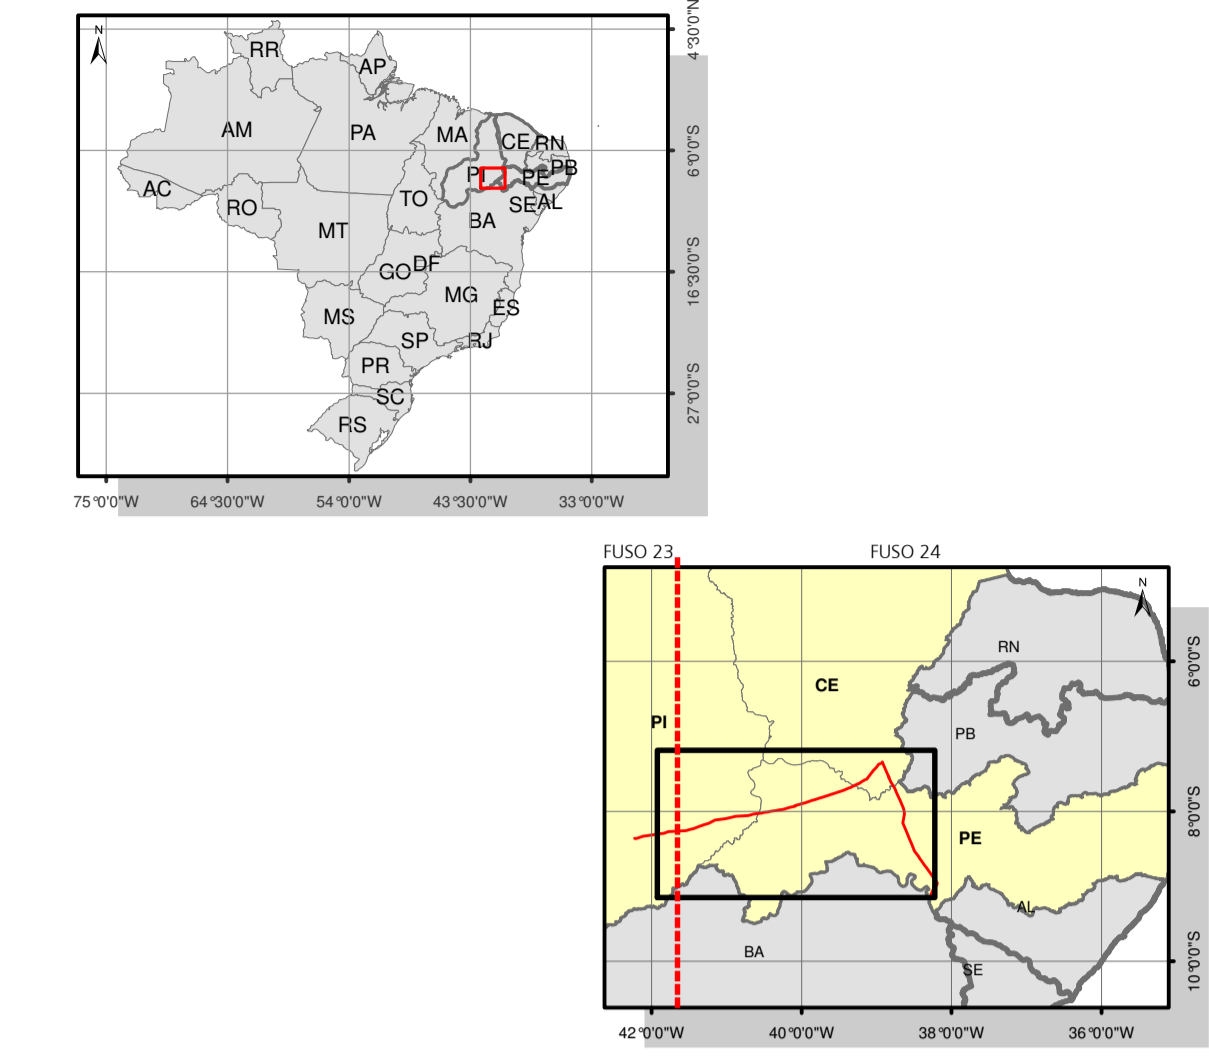 N
RR
AP
AM
PA
MA
CE
RN
PB
PI
PE
AC
TO
RO
SE
AL
MT
BA
GO
DF
MG
ES
MS
SP
RJ
PR
SC
RS
4°30'0"N
6°0'0"S
16°30'0"S
27°0'0"S
75°0'0"W 64°30'0"W 54°0'0"W 43°30'0"W 33°0'0"W
FUSO 23 FUSO 24
N
RN
CE
PI
PB
PE
AL
BA
SE
6°0'0"S
8°0'0"S
10°0'0"S
42°0'0"W 40°0'0"W 38°0'0"W 36°0'0"W